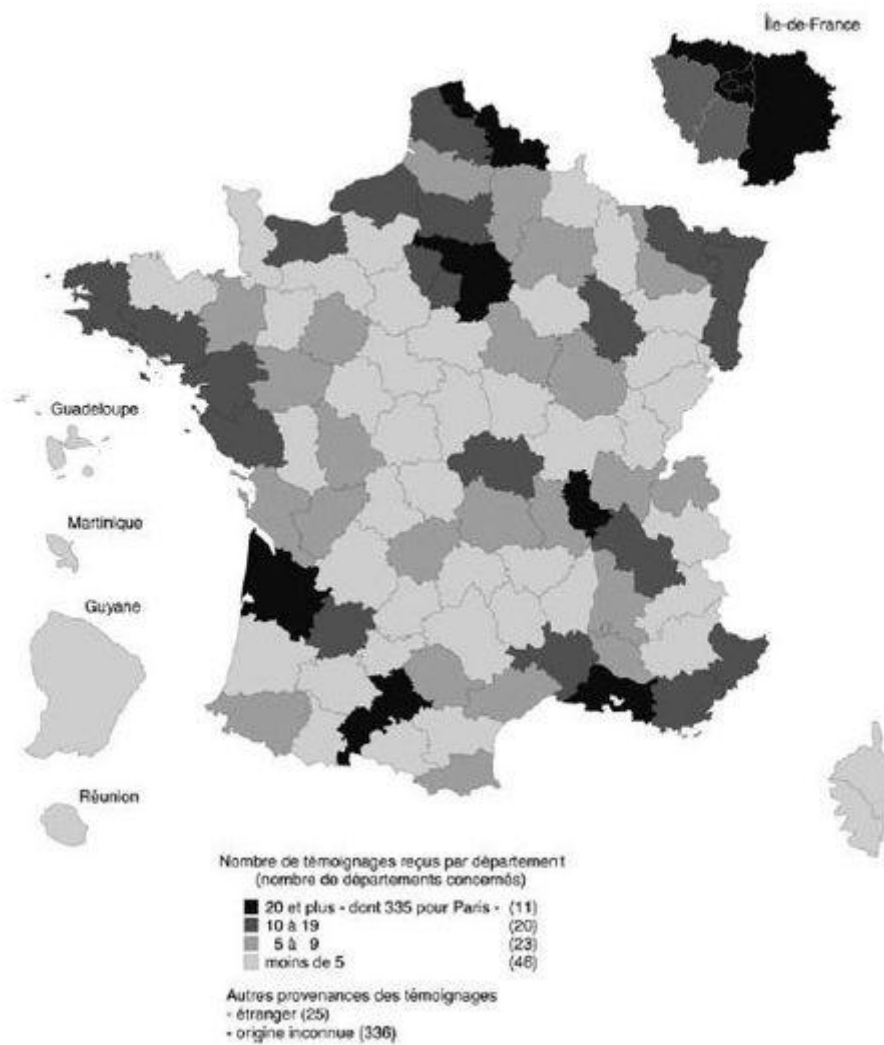 Île-de-France
Guadeloupe
Martinique
Guyane
Réunion
Nombre de témoignages reçus par département
(nombre de départements concernés)
20 et plus - dont 335 pour Paris - (11)
10 à 19 (20)
5 à 9 (23)
moins de 5 (46)
Autres provenances des témoignages
- étranger (25)
- origine inconnue (336)